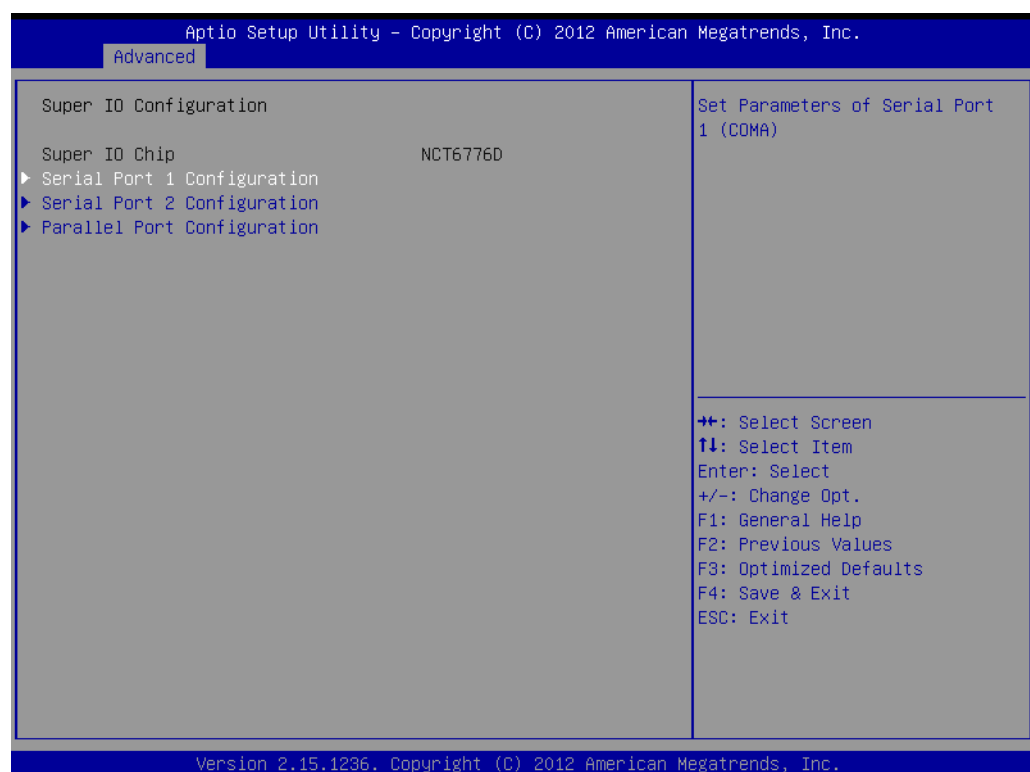 Aptio Setup Utility – Copyright (C) 2012 American Megatrends, Inc.
Advanced
Super IO Configuration
Super IO Chip NCT6776D
Serial Port 1 Configuration
Serial Port 2 Configuration
Parallel Port Configuration
Set Parameters of Serial Port
1 (COMA)
→←: Select Screen
↑↓: Select Item
Enter: Select
+/-: Change Opt.
F1: General Help
F2: Previous Values
F3: Optimized Defaults
F4: Save & Exit
ESC: Exit
Version 2.15.1236. Copyright (C) 2012 American Megatrends, Inc.